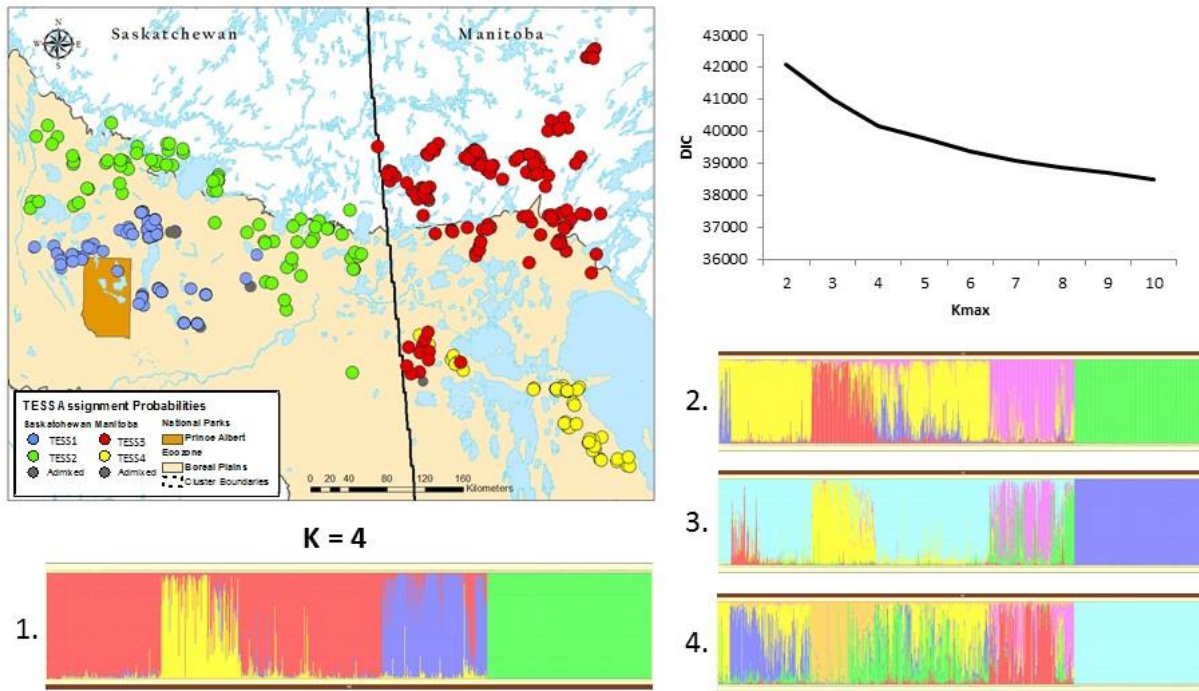 N
W E
S
Saskatchewan
Manitoba
TESS Assignment Probabilities
Saskatchewan Manitoba
National Parks
TESS1
TESS3
Prince Albert
TESS2
TESS4
Ecozone
Admixed
Admixed
Boreal Plains
Cluster Boundaries
0 20 40 80 120 160
Kilometers
43000
42000
41000
40000
39000
38000
37000
36000
DIC
2 3 4 5 6 7 8 9 10
Kmax
K = 4
1.
2.
3.
4.